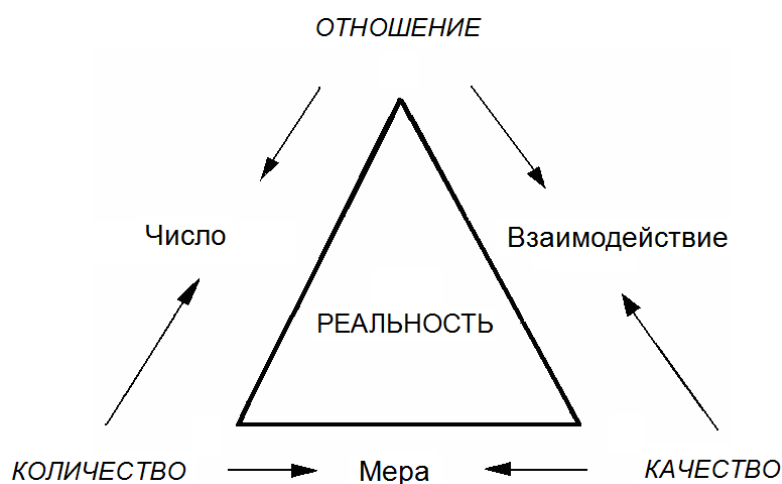 ОТНОШЕНИЕ
Число
Взаимодействие
РЕАЛЬНОСТЬ
КОЛИЧЕСТВО
Мера
КАЧЕСТВО